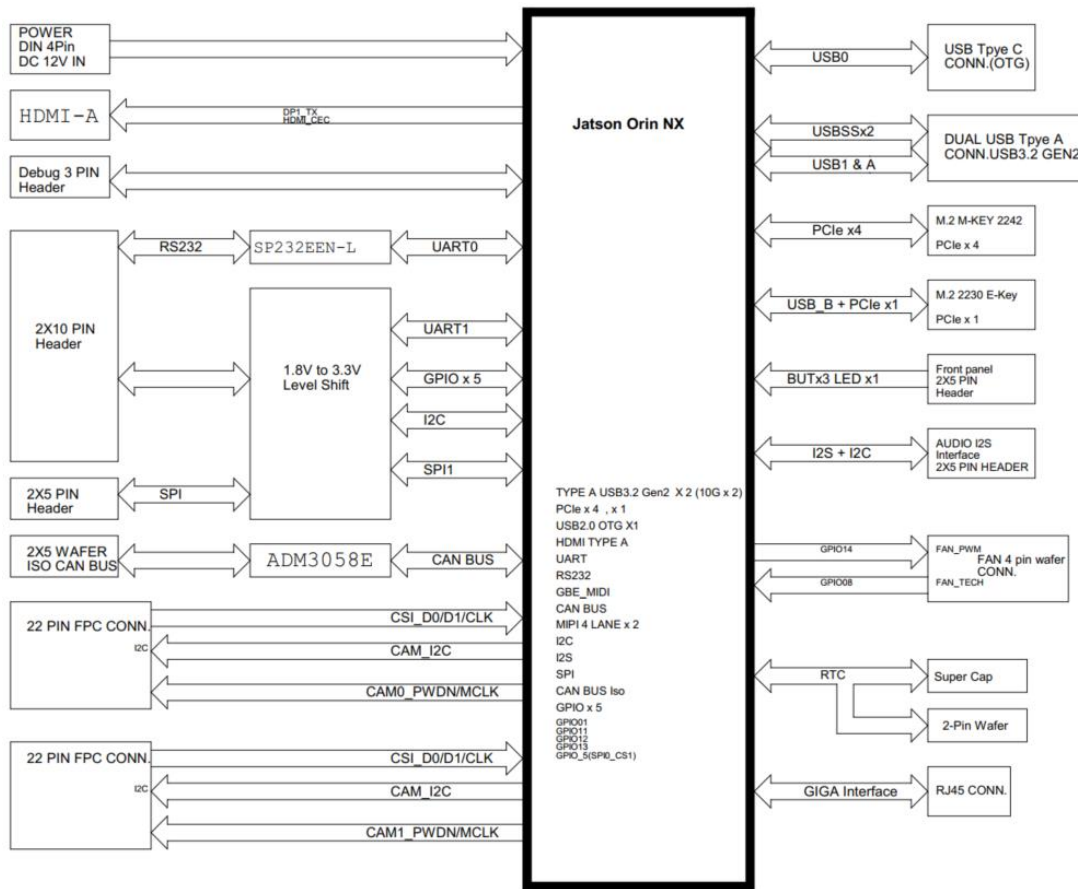 POWER
DIN 4Pin
DC 12V IN
HDMI-A
DP1_TX
HDMI_CEC
Debug 3 PIN
Header
2X10 PIN
Header
RS232
SP232EEN-L
UART0
1.8V to 3.3V
Level Shift
UART1
GPIO x 5
I2C
SPI1
2X5 PIN
Header
SPI
2X5 WAFER
ISO CAN BUS
ADM3058E
CAN BUS
22 PIN FPC CONN.
I2C
CSI_D0/D1/CLK
CAM_I2C
CAM0_PWDN/MCLK
22 PIN FPC CONN.
I2C
CSI_D0/D1/CLK
CAM_I2C
CAM1_PWDN/MCLK
Jatson Orin NX
TYPE A USB3.2 Gen2 X 2 (10G x 2)
PCIe x 4 , x 1
USB2.0 OTG X1
HDMI TYPE A
UART
RS232
GBE_MIDI
CAN BUS
MIPI 4 LANE x 2
I2C
I2S
SPI
CAN BUS Iso
GPIO x 5
GPIO01
GPIO11
GPIO12
GPIO13
GPIO_5(SPI0_CS1)
USB0
USB Tpye C
CONN.(OTG)
USBSSx2
USB1 & A
DUAL USB Tpye A
CONN.USB3.2 GEN2
PCIe x4
M.2 M-KEY 2242
PCIe x 4
USB_B + PCIe x1
M.2 2230 E-Key
PCIe x 1
BUTx3 LED x1
Front panel
2X5 PIN
Header
I2S + I2C
AUDIO I2S
Interface
2X5 PIN HEADER
GPIO14
GPIO08
FAN_PWM
FAN 4 pin wafer
CONN.
FAN_TECH
RTC
Super Cap
2-Pin Wafer
GIGA Interface
RJ45 CONN.